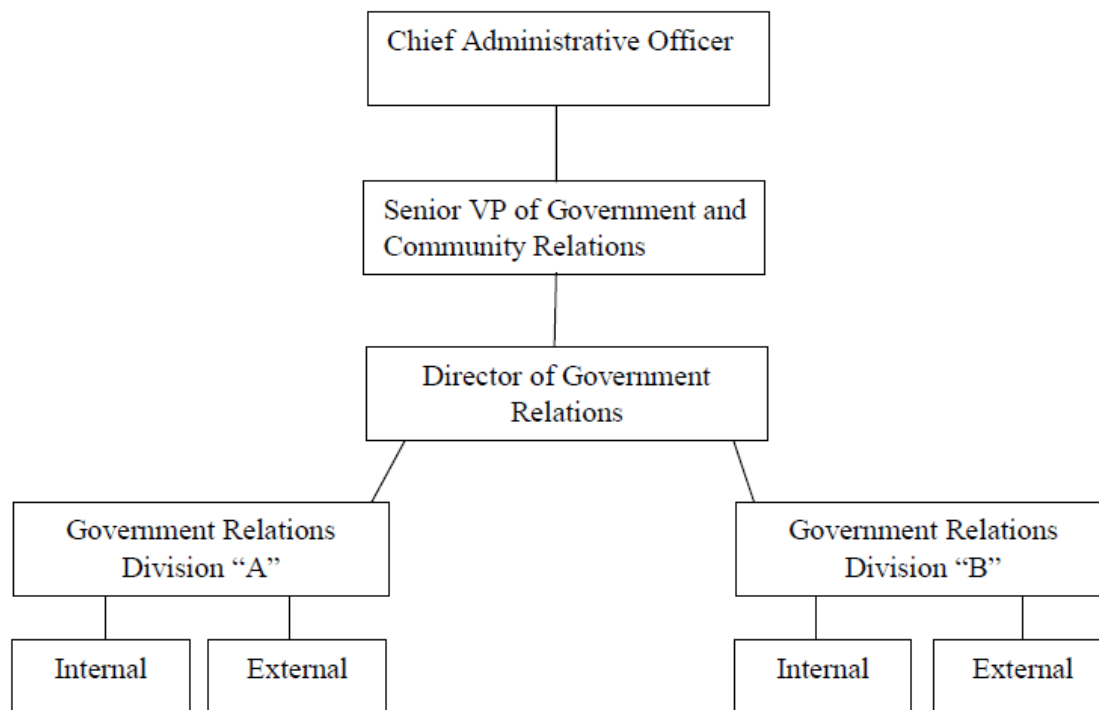 Chief Administrative Officer
Senior VP of Government and
Community Relations
Director of Government
Relations
Government Relations
Division “A”
Government Relations
Division “B”
Internal
External
Internal
External